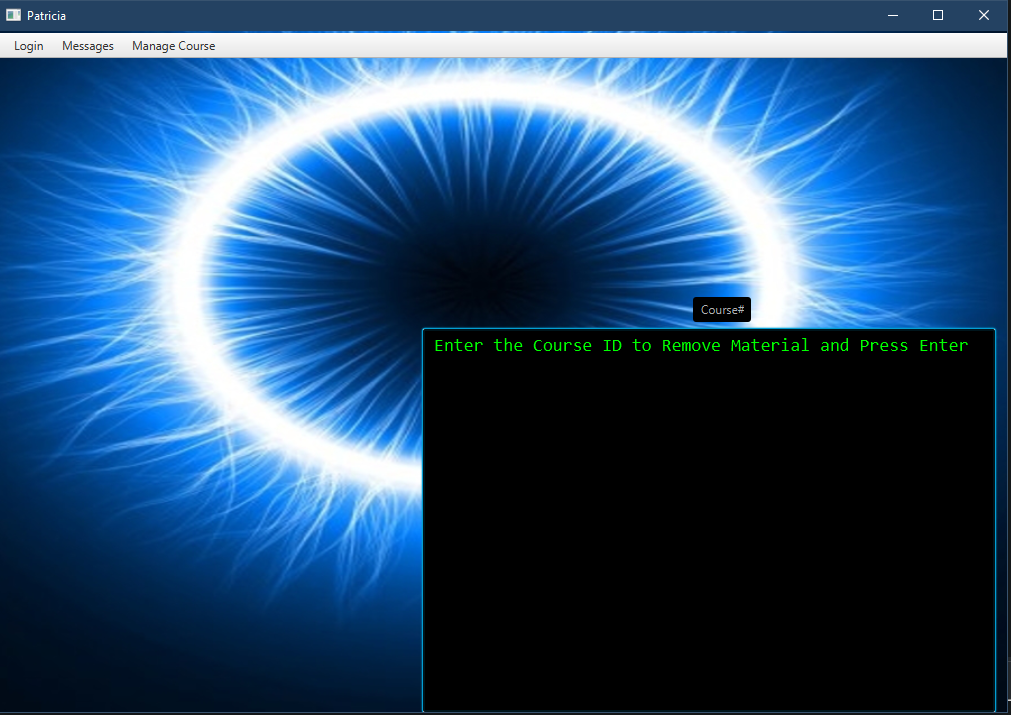 Patricia
Login Messages Manage Course
Course#
Enter the Course ID to Remove Material and Press Enter